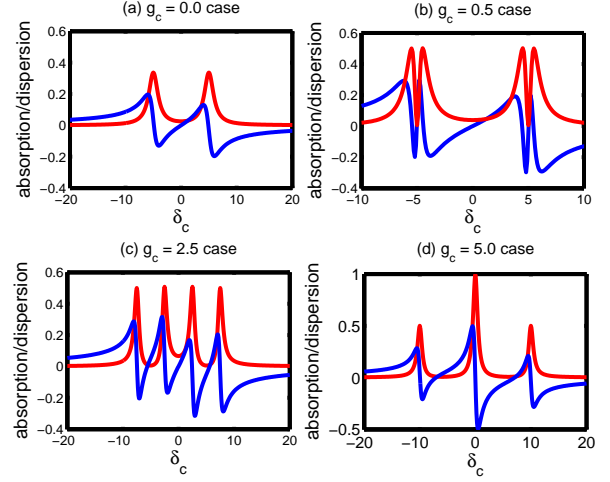 (a) g_c = 0.0 case
absorption/dispersion
0.6
0.4
0.2
0
−0.2
−0.4
−20 −10 0 10 20
δ_c
(b) g_c = 0.5 case
absorption/dispersion
0.6
0.4
0.2
0
−0.2
−0.4
−10 −5 0 5 10
δ_c
(c) g_c = 2.5 case
absorption/dispersion
0.6
0.4
0.2
0
−0.2
−0.4
−20 −10 0 10 20
δ_c
(d) g_c = 5.0 case
absorption/dispersion
1
0.5
0
−0.5
−20 −10 0 10 20
δ_c